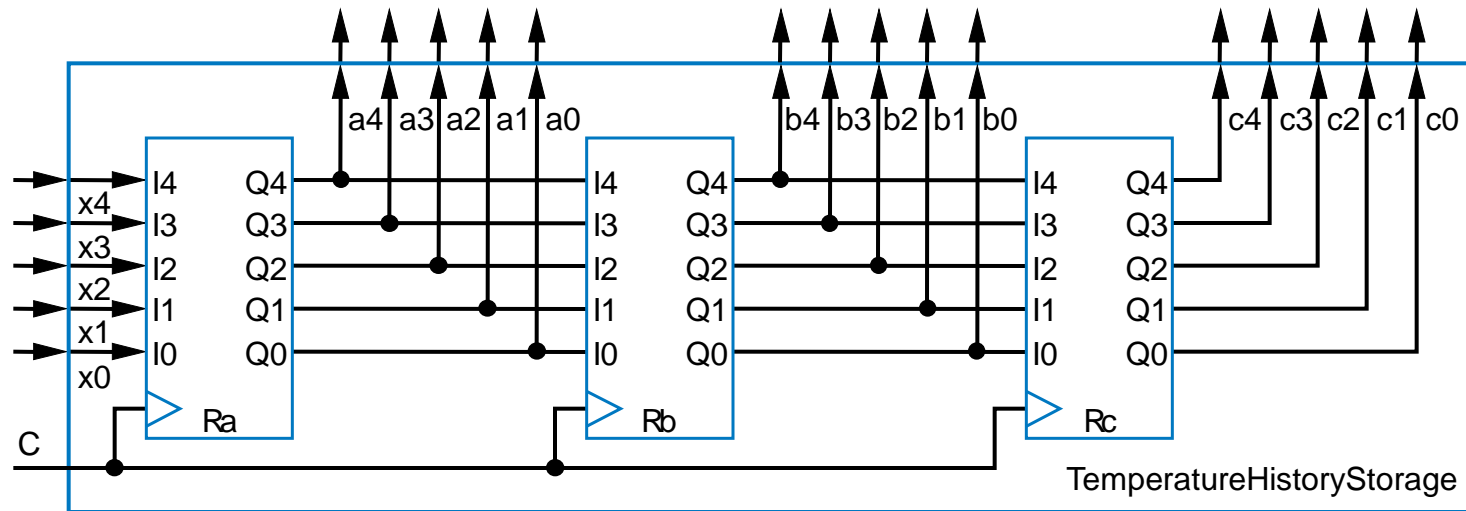 a4 a3 a2 a1 a0 b4 b3 b2 b1 b0 c4 c3 c2 c1 c0
I4 Q4 I4 Q4 I4 Q4
x4
I3 Q3 I3 Q3 I3 Q3
x3
I2 Q2 I2 Q2 I2 Q2
x2
I1 Q1 I1 Q1 I1 Q1
x1
I0 Q0 I0 Q0 I0 Q0
x0
Ra Rb Rc
C
TemperatureHistoryStorage